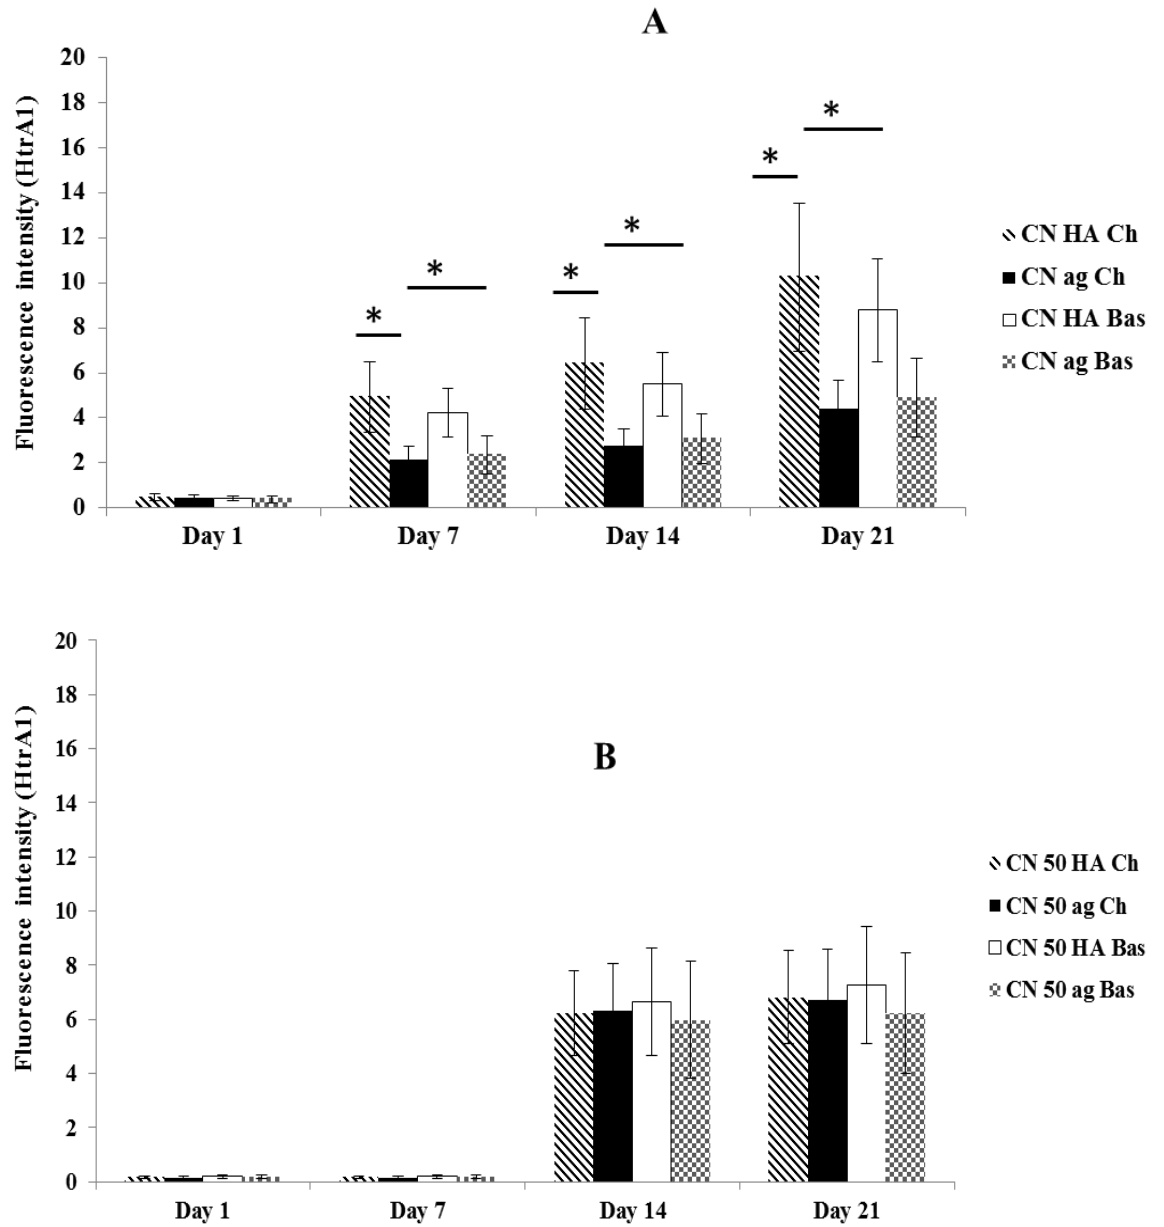 A
20
18
16
14
12
10
8
6
4
2
0
Fluorescence intensity (HtrA1)
*
*
*
*
*
*
Day 1
Day 7
Day 14
Day 21
CN HA Ch
CN ag Ch
CN HA Bas
CN ag Bas
B
20
18
16
14
12
10
8
6
4
2
0
Fluorescence intensity (HtrA1)
Day 1
Day 7
Day 14
Day 21
CN 50 HA Ch
CN 50 ag Ch
CN 50 HA Bas
CN 50 ag Bas